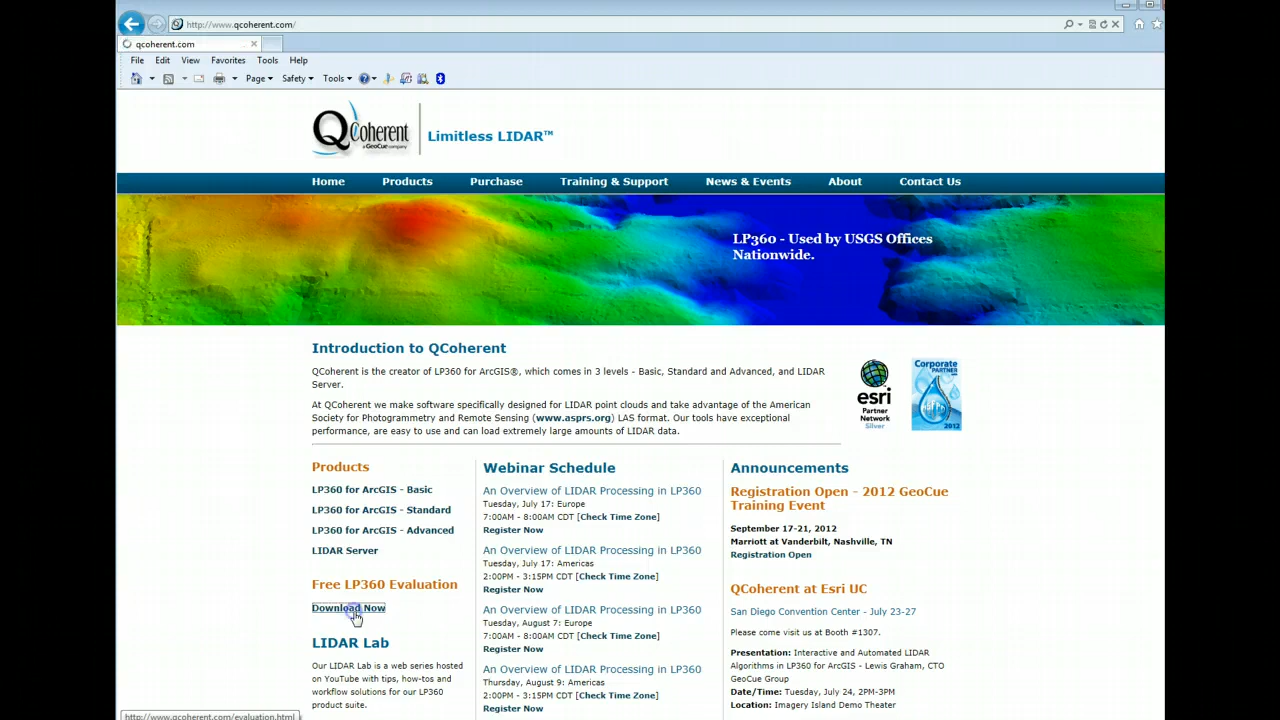 http://www.qcoherent.com/
qcoherent.com
File Edit View Favorites Tools Help
Page Safety Tools
QCoherent
a GeoCue company
Limitless LIDAR™
Home Products Purchase Training & Support News & Events About Contact Us
LP360 - Used by USGS Offices
Nationwide.
Introduction to QCoherent
QCoherent is the creator of LP360 for ArcGIS®, which comes in 3 levels - Basic, Standard and Advanced, and LIDAR
Server.
At QCoherent we make software specifically designed for LIDAR point clouds and take advantage of the American
Society for Photogrammetry and Remote Sensing (www.asprs.org) LAS format. Our tools have exceptional
performance, are easy to use and can load extremely large amounts of LIDAR data.
esri
Partner
Network
Silver
Corporate
PARTNER
2012
Products
LP360 for ArcGIS - Basic
LP360 for ArcGIS - Standard
LP360 for ArcGIS - Advanced
LIDAR Server
Free LP360 Evaluation
Download Now
LIDAR Lab
Our LIDAR Lab is a web series hosted
on YouTube with tips, how-tos and
workflow solutions for our LP360
product suite.
Webinar Schedule
An Overview of LIDAR Processing in LP360
Tuesday, July 17: Europe
7:00AM - 8:00AM CDT [Check Time Zone]
Register Now
An Overview of LIDAR Processing in LP360
Tuesday, July 17: Americas
2:00PM - 3:15PM CDT [Check Time Zone]
Register Now
An Overview of LIDAR Processing in LP360
Tuesday, August 7: Europe
7:00AM - 8:00AM CDT [Check Time Zone]
Register Now
An Overview of LIDAR Processing in LP360
Thursday, August 9: Americas
2:00PM - 3:15PM CDT [Check Time Zone]
Register Now
Announcements
Registration Open - 2012 GeoCue
Training Event
September 17-21, 2012
Marriott at Vanderbilt, Nashville, TN
Registration Open
QCoherent at Esri UC
San Diego Convention Center - July 23-27
Please come visit us at Booth #1307.
Presentation: Interactive and Automated LIDAR
Algorithms in LP360 for ArcGIS - Lewis Graham, CTO
GeoCue Group
Date/Time: Tuesday, July 24, 2PM-3PM
Location: Imagery Island Demo Theater
http://www.qcoherent.com/evaluation.html